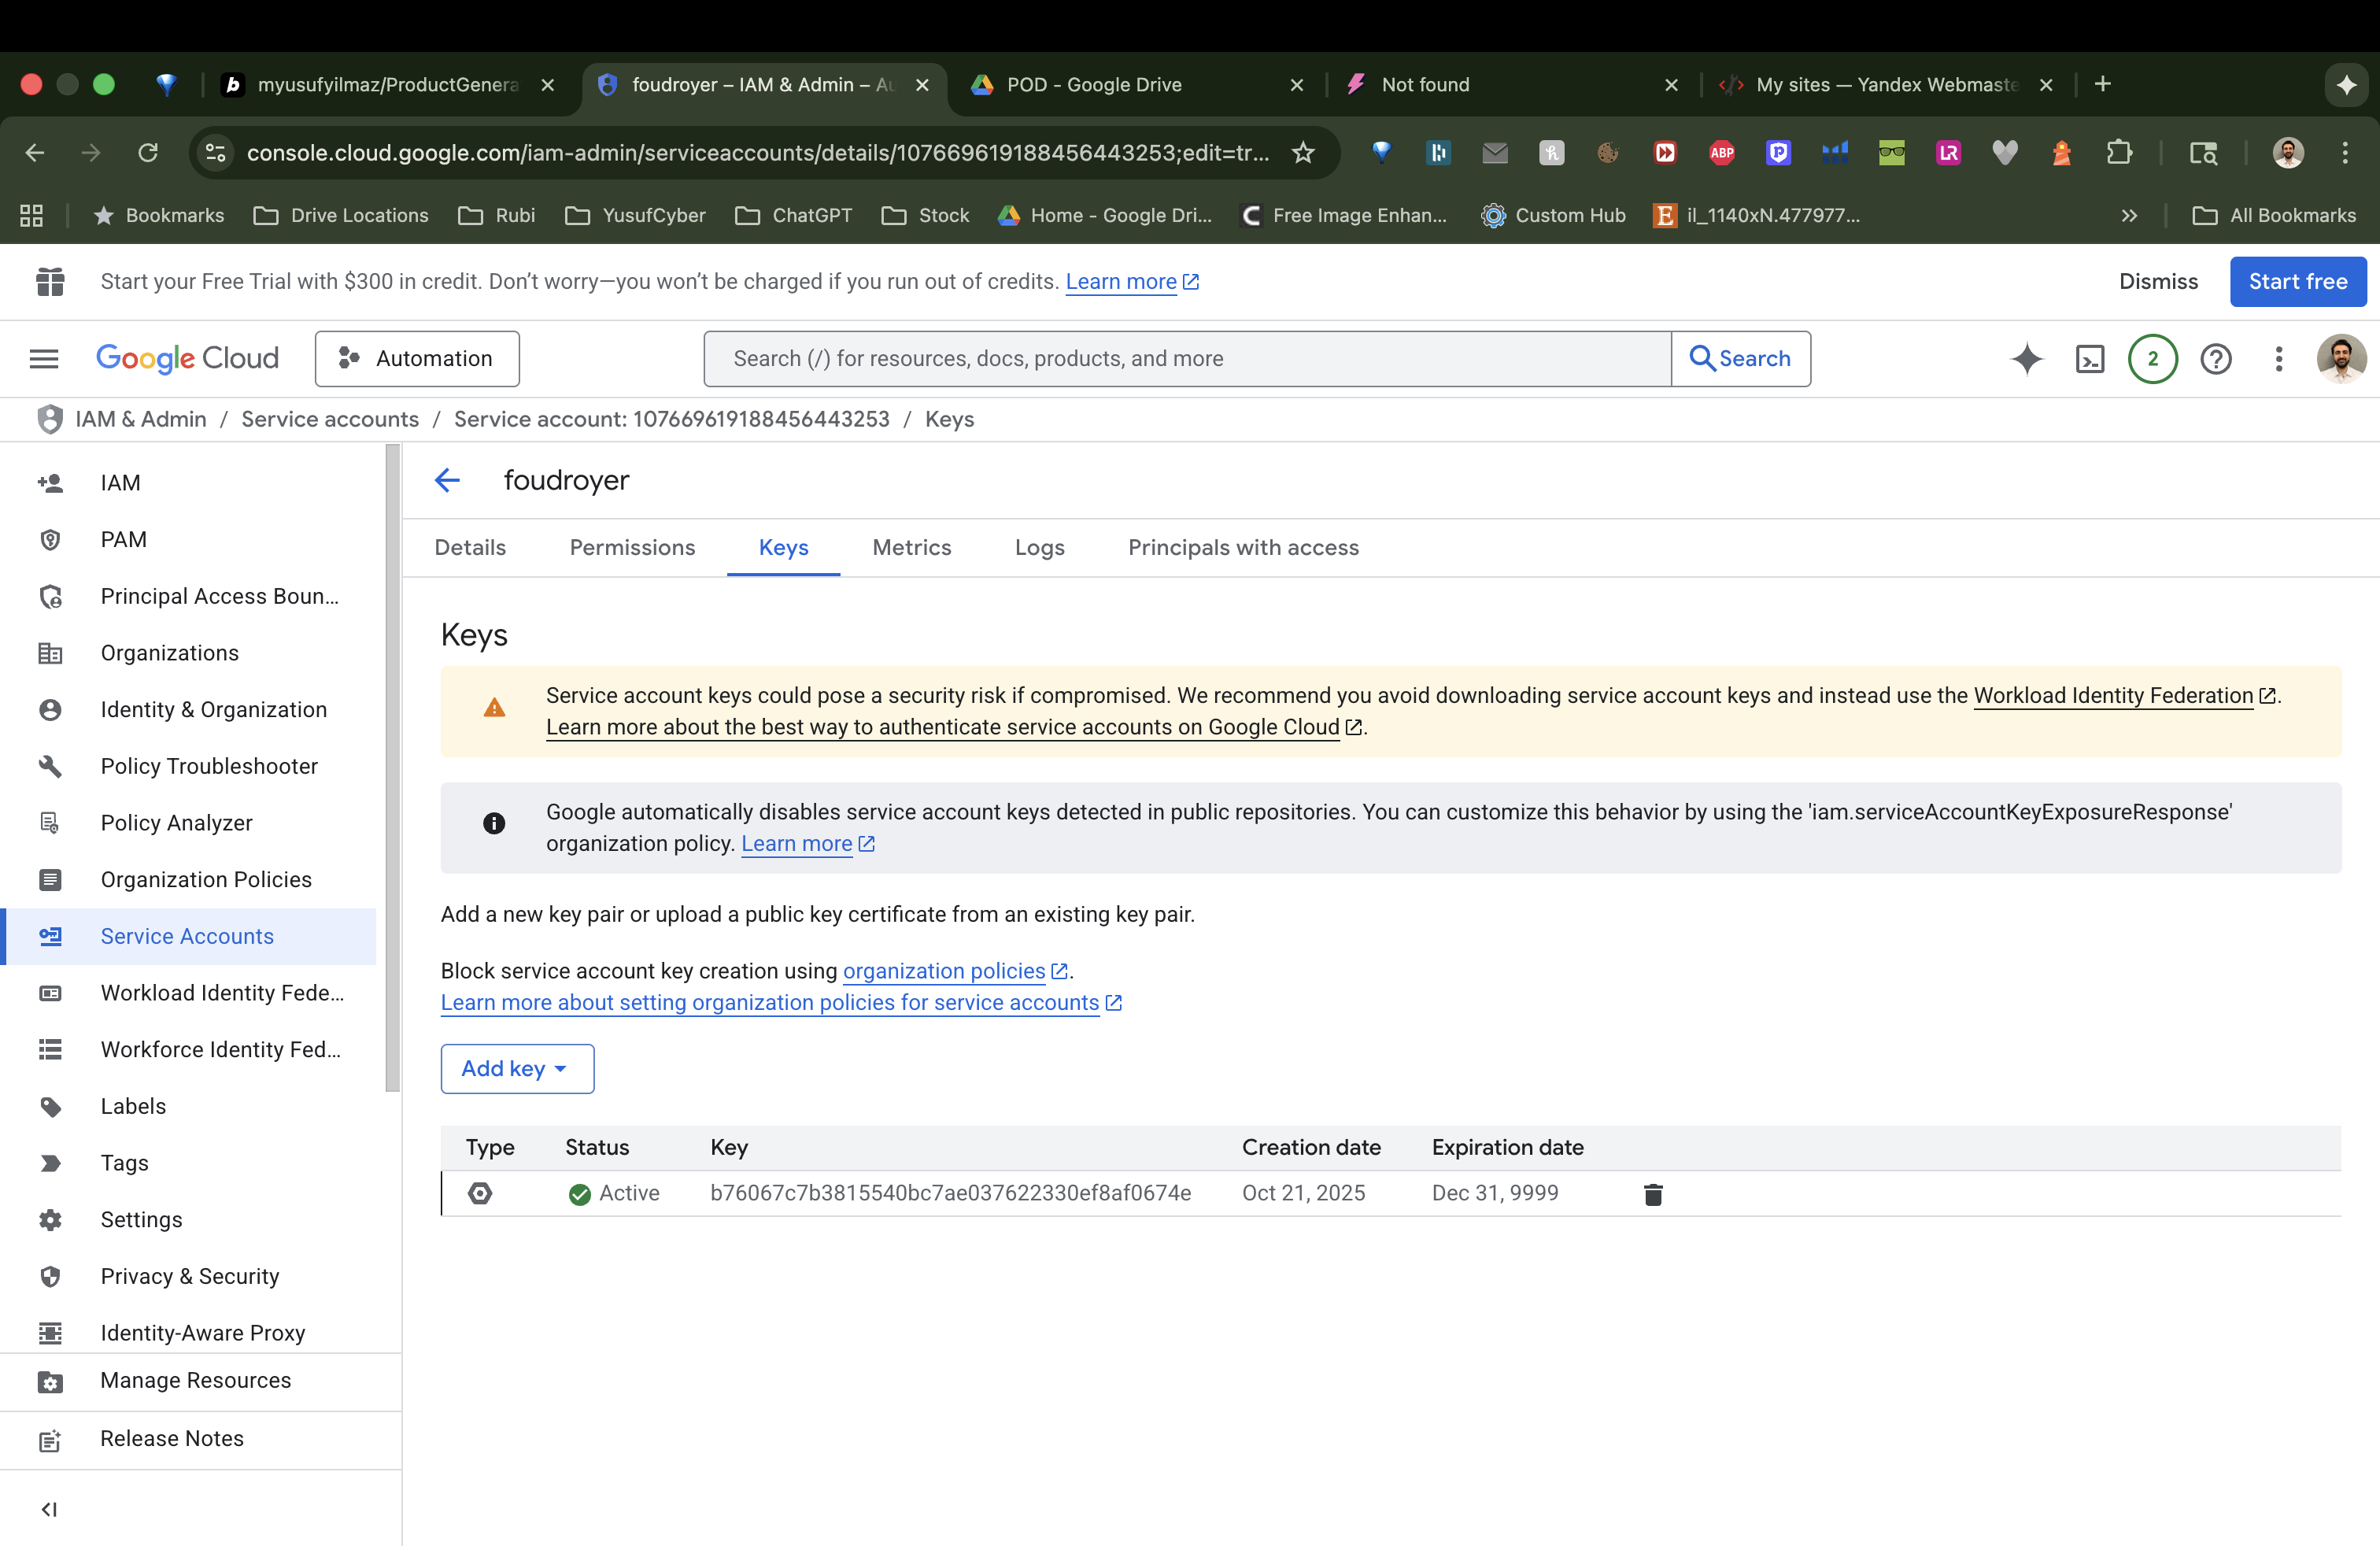 myusufyilmaz/ProductGenera
foudroyer – IAM & Admin – Au
POD - Google Drive
Not found
My sites — Yandex Webmaste
console.cloud.google.com/iam-admin/serviceaccounts/details/107669619188456443253;edit=tr...
ABP
LR
Bookmarks
Drive Locations
Rubi
YusufCyber
ChatGPT
Stock
Home - Google Dri...
Free Image Enhan...
Custom Hub
E
il_1140xN.477977...
All Bookmarks
Start your Free Trial with $300 in credit. Don’t worry—you won’t be charged if you run out of credits. Learn more
Dismiss
Start free
Google Cloud
Automation
Search (/) for resources, docs, products, and more
Search
2
IAM & Admin / Service accounts / Service account: 107669619188456443253 / Keys
IAM
PAM
Principal Access Boun...
Organizations
Identity & Organization
Policy Troubleshooter
Policy Analyzer
Organization Policies
Service Accounts
Workload Identity Fede...
Workforce Identity Fed...
Labels
Tags
Settings
Privacy & Security
Identity-Aware Proxy
Manage Resources
Release Notes
foudroyer
Details Permissions Keys Metrics Logs Principals with access
Keys
Service account keys could pose a security risk if compromised. We recommend you avoid downloading service account keys and instead use the Workload Identity Federation.
Learn more about the best way to authenticate service accounts on Google Cloud.
Google automatically disables service account keys detected in public repositories. You can customize this behavior by using the 'iam.serviceAccountKeyExposureResponse'
organization policy. Learn more
Add a new key pair or upload a public key certificate from an existing key pair.
Block service account key creation using organization policies.
Learn more about setting organization policies for service accounts
Add key
Type Status Key Creation date Expiration date
Active b76067c7b3815540bc7ae037622330ef8af0674e Oct 21, 2025 Dec 31, 9999